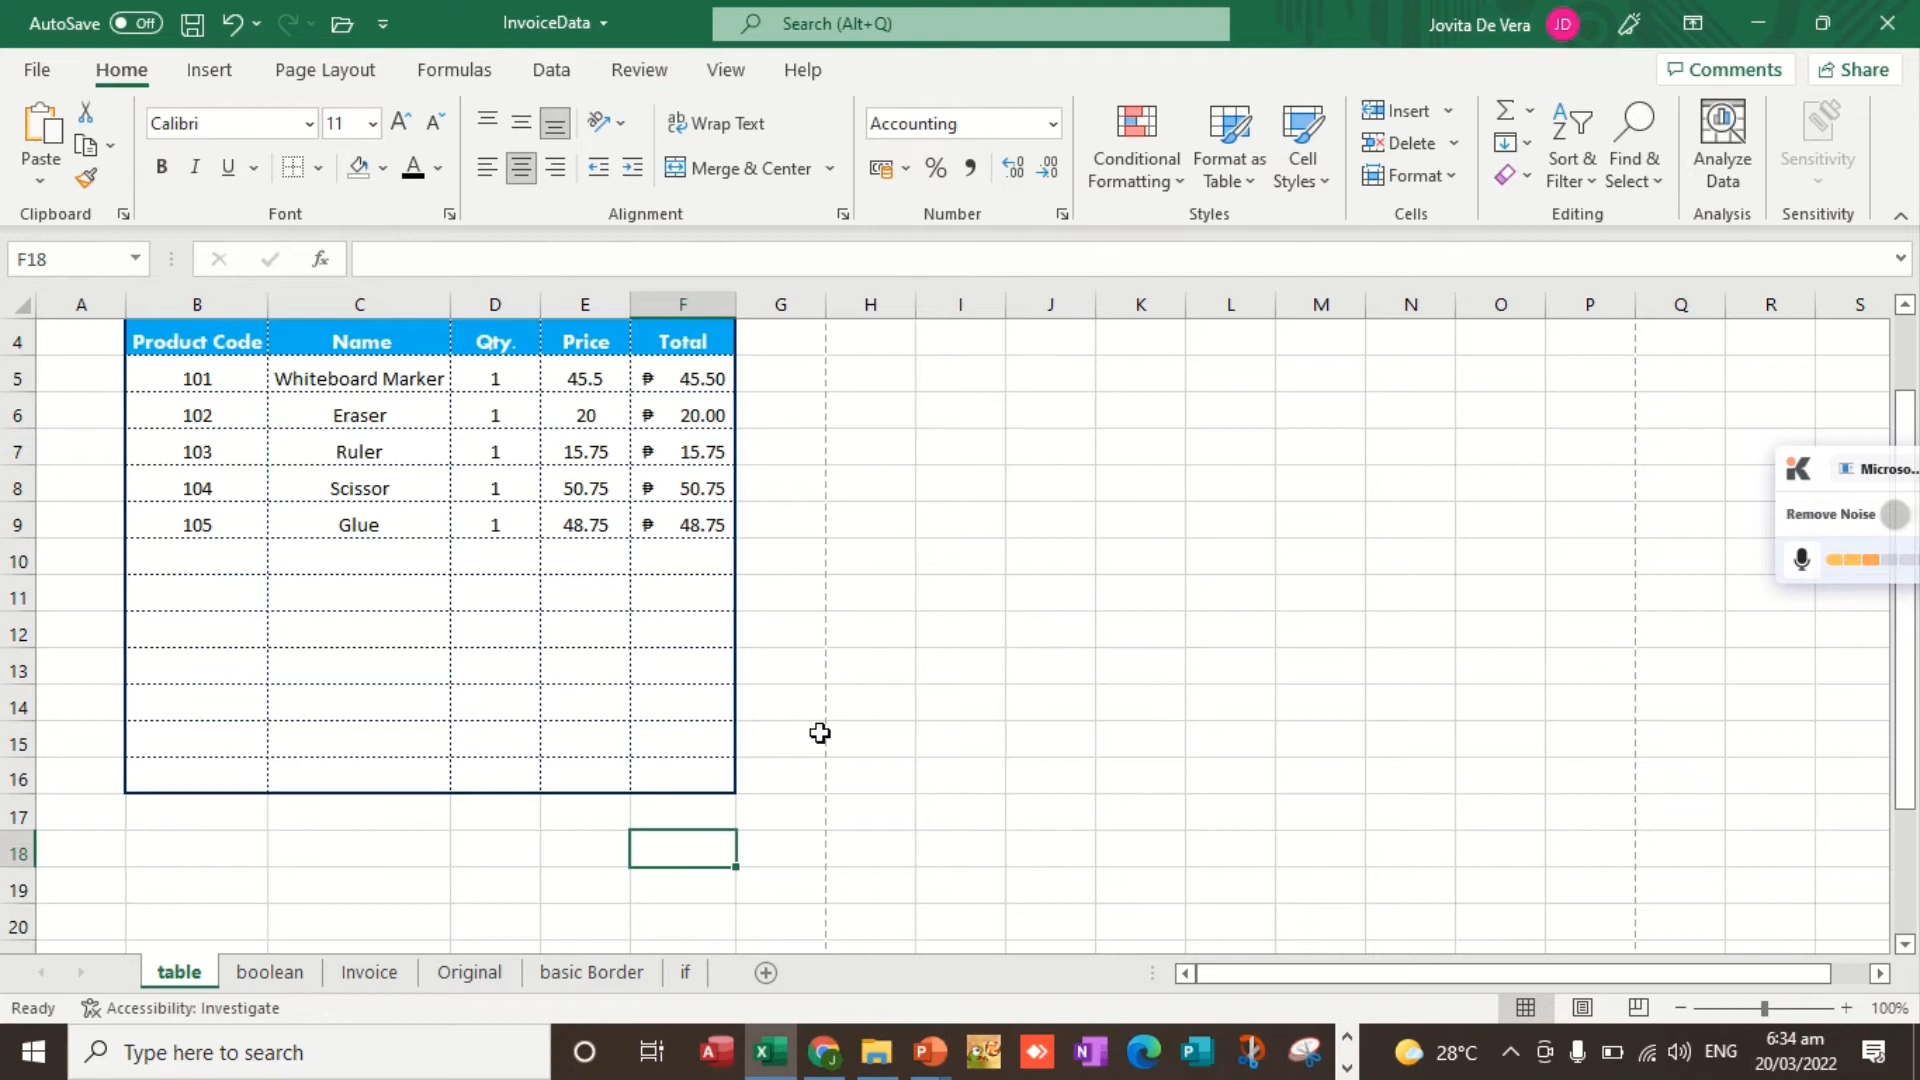 AutoSave Off InvoiceData Search (Alt+Q) Jovita De Vera JD
File Home Insert Page Layout Formulas Data Review View Help Comments Share
Paste Calibri 11 Wrap Text Accounting Conditional Formatting Format as Table Cell Styles Insert Sort & Filter Find & Select Analyze Data Sensitivity
B I U Merge & Center % Delete
Format
Clipboard Font Alignment Number Styles Cells Editing Analysis Sensitivity
F18 fx
A B C D E F G H I J K L M N O P Q R S
4 Product Code Name Qty. Price Total
5 101 Whiteboard Marker 1 45.5 ₱ 45.50
6 102 Eraser 1 20 ₱ 20.00
7 103 Ruler 1 15.75 ₱ 15.75
8 104 Scissor 1 50.75 ₱ 50.75
9 105 Glue 1 48.75 ₱ 48.75
10
11
12
13
14
15
16
17
18
19
20
Microso...
Remove Noise
table boolean Invoice Original basic Border if
Ready Accessibility: Investigate 100%
Type here to search 28°C ENG 6:34 am
20/03/2022